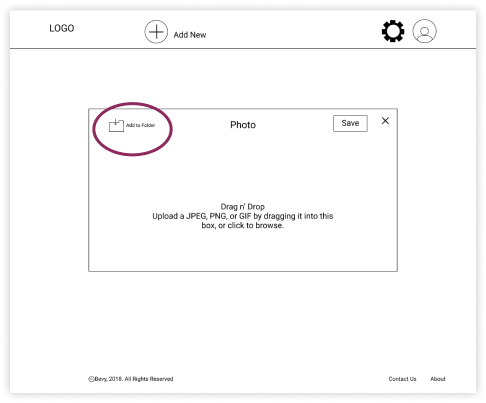 LOGO
Add New
Add to Folder
Photo
Save
Drag n' Drop
Upload a JPEG, PNG, or GIF by dragging it into this
box, or click to browse.
©Bevy, 2018. All Rights Reserved
Contact Us
About